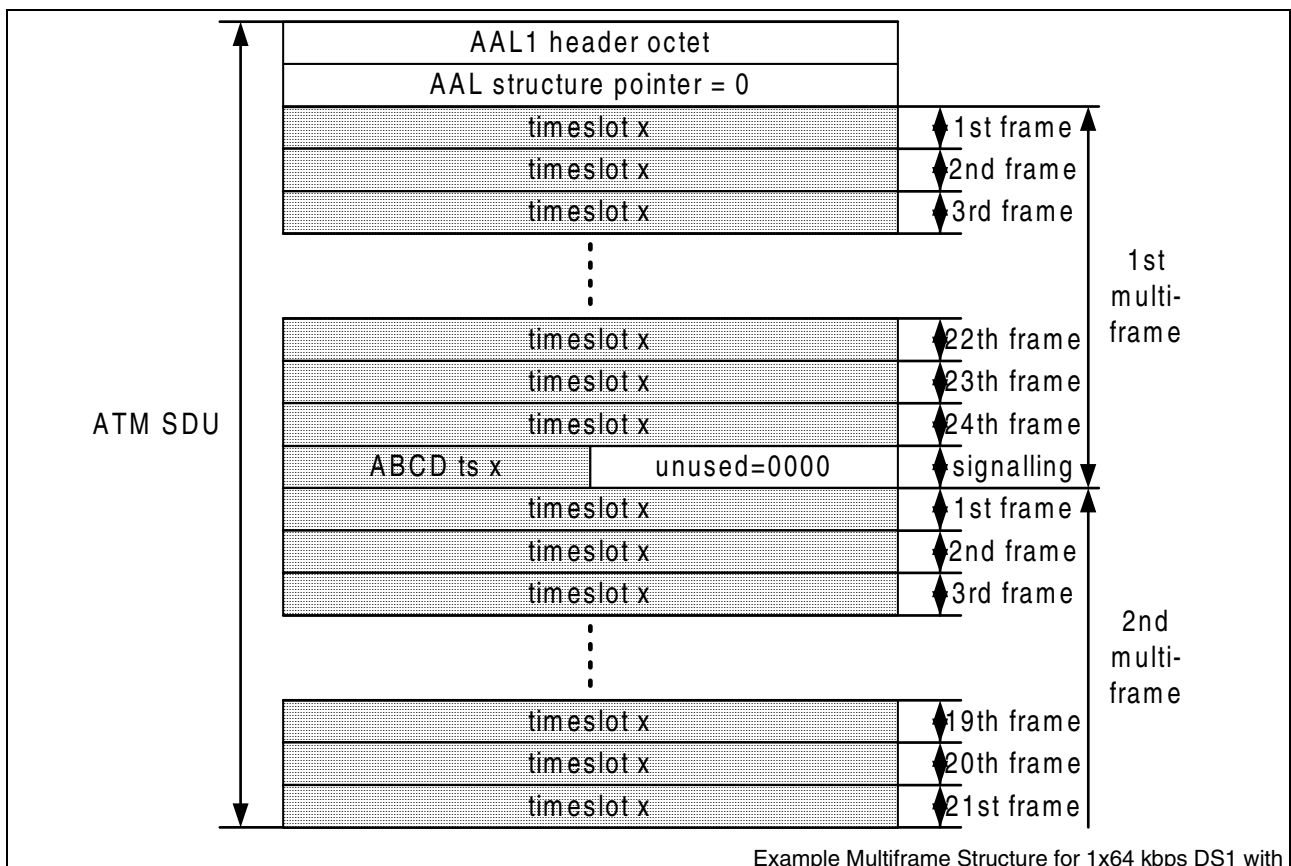 AAL1 header octet
AAL structure pointer = 0
timeslot x
1st frame
timeslot x
2nd frame
timeslot x
3rd frame
1st
multi-
frame
timeslot x
22th frame
timeslot x
23th frame
timeslot x
24th frame
ATM SDU
ABCD ts x
unused=0000
signalling
timeslot x
1st frame
timeslot x
2nd frame
timeslot x
3rd frame
2nd
multi-
frame
timeslot x
19th frame
timeslot x
20th frame
timeslot x
21st frame
Example Multiframe Structure for 1x64 kbps DS1 with